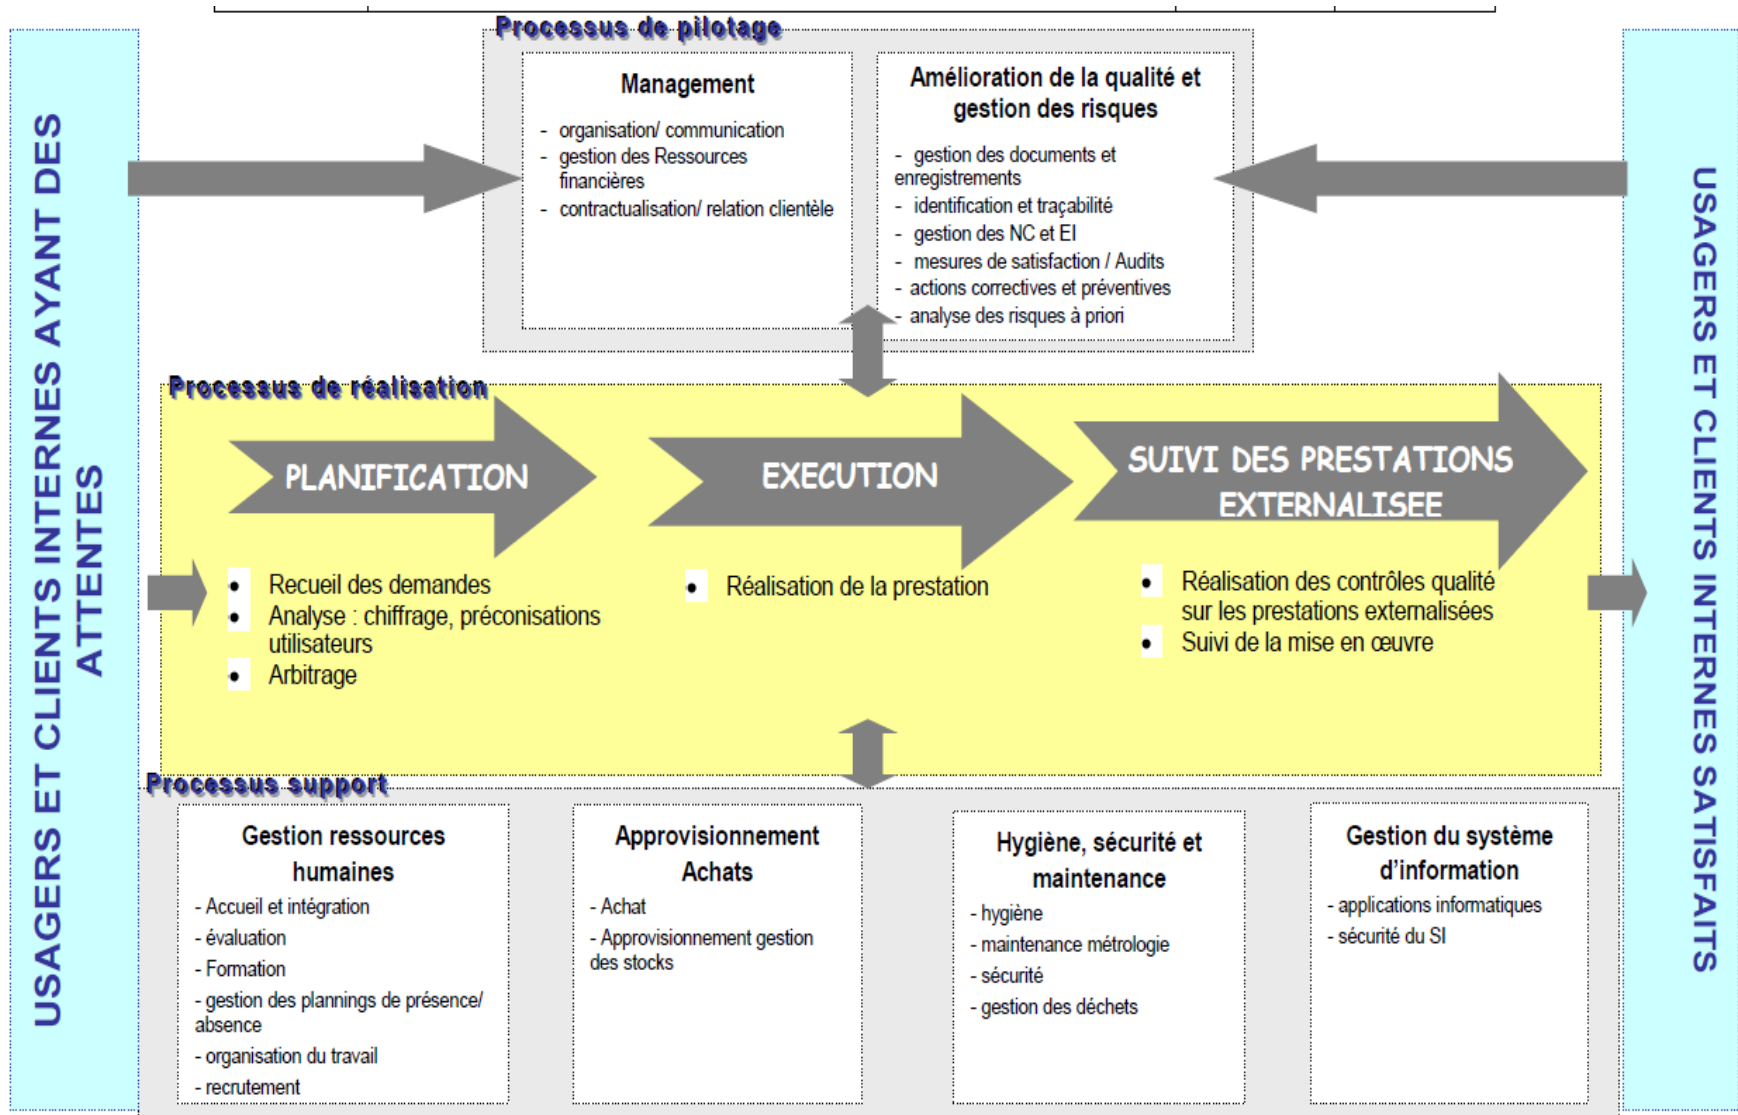 Processus de pilotage
USAGERS ET CLIENTS INTERNES AYANT DES
ATTENTES
Management
- organisation/ communication
- gestion des Ressources
financières
- contractualisation/ relation clientèle
Amélioration de la qualité et
gestion des risques
- gestion des documents et
enregistrements
- identification et traçabilité
- gestion des NC et EI
- mesures de satisfaction / Audits
- actions correctives et préventives
- analyse des risques à priori
USAGERS ET CLIENTS INTERNES SATISFAITS
Processus de réalisation
PLANIFICATION
• Recueil des demandes
• Analyse : chiffrage, préconisations
utilisateurs
• Arbitrage
EXECUTION
• Réalisation de la prestation
SUIVI DES PRESTATIONS
EXTERNALISEE
• Réalisation des contrôles qualité
sur les prestations externalisées
• Suivi de la mise en œuvre
Processus support
Gestion ressources
humaines
- Accueil et intégration
- évaluation
- Formation
- gestion des plannings de présence/
absence
- organisation du travail
- recrutement
Approvisionnement
Achats
- Achat
- Approvisionnement gestion
des stocks
Hygiène, sécurité et
maintenance
- hygiène
- maintenance métrologie
- sécurité
- gestion des déchets
Gestion du système
d’information
- applications informatiques
- sécurité du SI